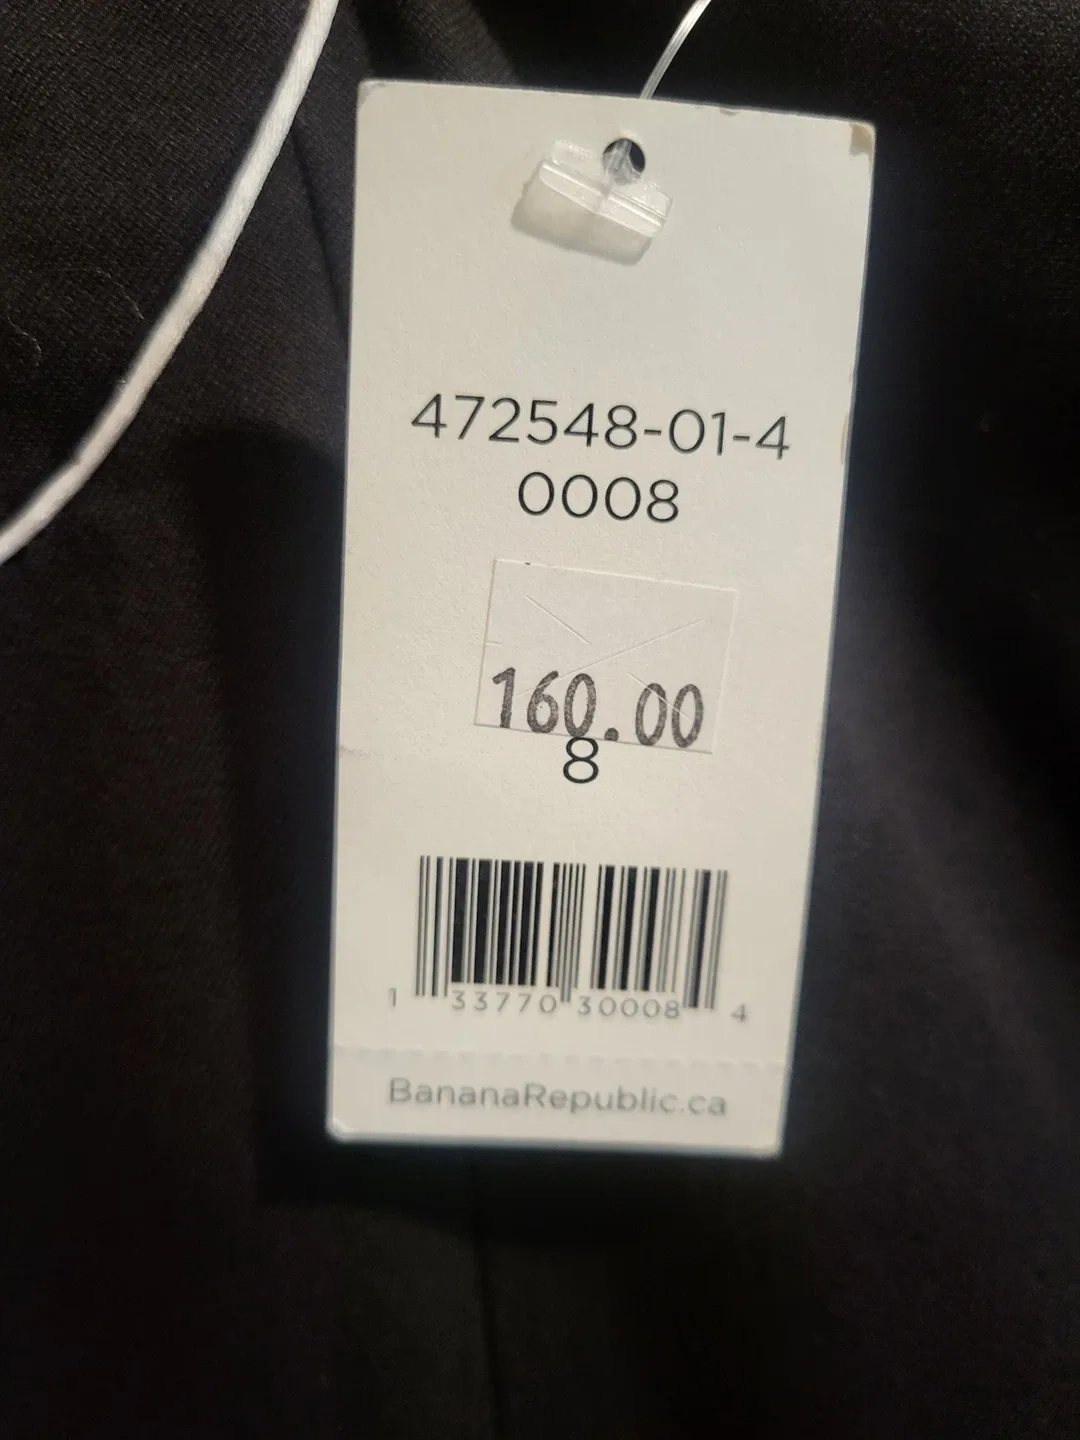 472548-01-4
0008
160.00
8
1 33770 30008 4
BananaRepublic.ca